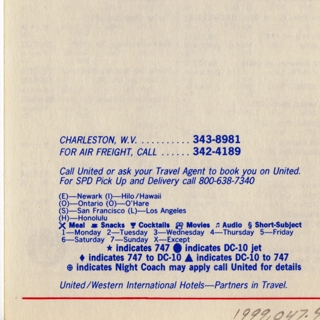 CHARLESTON, W.V. .......... 343-8981
FOR AIR FREIGHT, CALL ...... 342-4189
Call United or ask your Travel Agent to book you on United.
For SPD Pick Up and Delivery call 800-638-7340
(E)—Newark (I)—Hilo/Hawaii
(O)—Ontario (O)—O'Hare
(S)—San Francisco (L)—Los Angeles
(H)—Honolulu
Meal Snacks Cocktails Movies ♫ Audio § Short-Subject
1—Monday 2—Tuesday 3—Wednesday 4—Thursday 5—Friday
6—Saturday 7—Sunday X—Except
★ indicates 747 ● indicates DC-10 jet
♦ indicates 747 to DC-10 ▲ indicates DC-10 to 747
⊕ indicates Night Coach may apply call United for details
United/Western International Hotels—Partners in Travel.